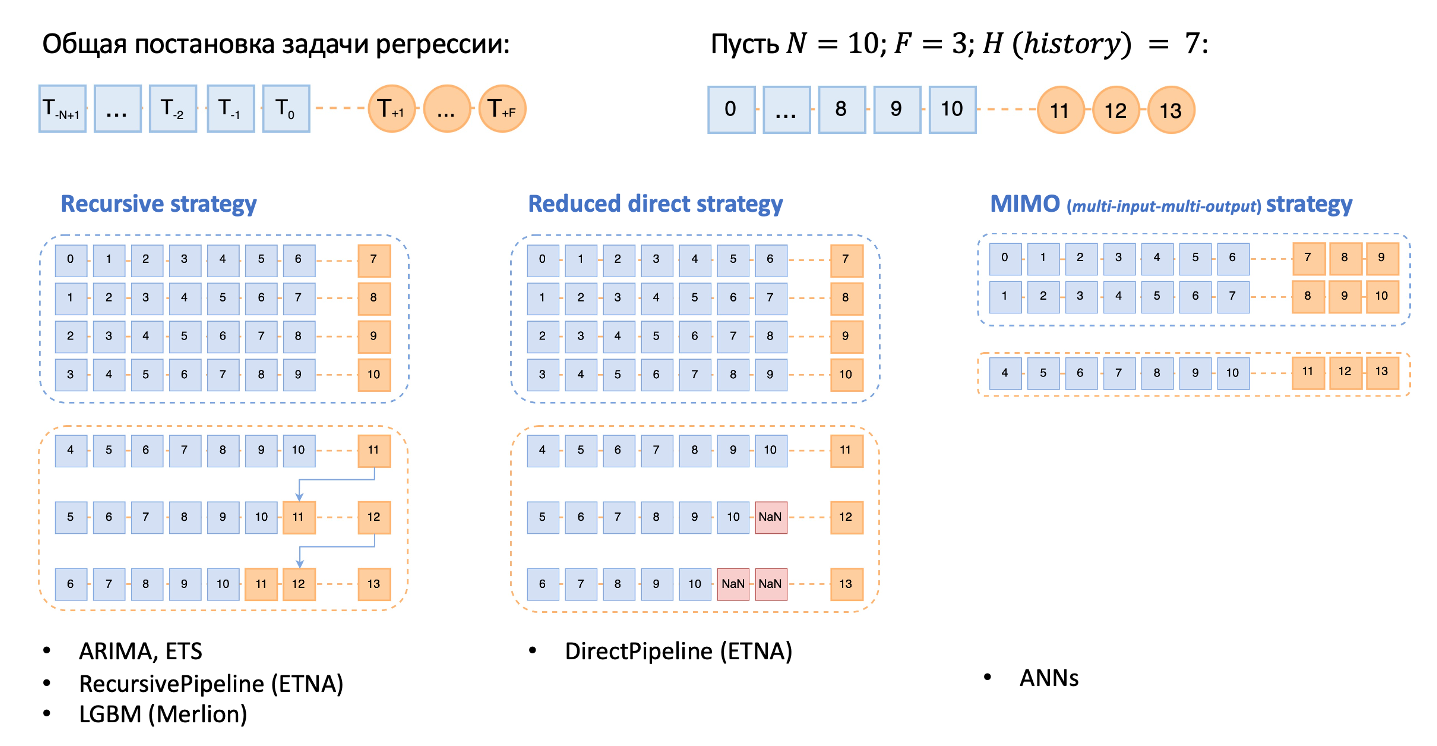 Общая постановка задачи регрессии:
Пусть N = 10; F = 3; H (history) = 7:
T-N+1 ... T-2 T-1 T0 T+1 ... T+F
0 ... 8 9 10 11 12 13
Recursive strategy
0 1 2 3 4 5 6 7
1 2 3 4 5 6 7 8
2 3 4 5 6 7 8 9
3 4 5 6 7 8 9 10
4 5 6 7 8 9 10 11
5 6 7 8 9 10 11 12
6 7 8 9 10 11 12 13
• ARIMA, ETS
• RecursivePipeline (ETNA)
• LGBM (Merlion)
Reduced direct strategy
0 1 2 3 4 5 6 7
1 2 3 4 5 6 7 8
2 3 4 5 6 7 8 9
3 4 5 6 7 8 9 10
4 5 6 7 8 9 10 11
5 6 7 8 9 10 NaN 12
6 7 8 9 10 NaN NaN 13
• DirectPipeline (ETNA)
MIMO (multi-input-multi-output) strategy
0 1 2 3 4 5 6 7 8 9
1 2 3 4 5 6 7 8 9 10
4 5 6 7 8 9 10 11 12 13
• ANNs